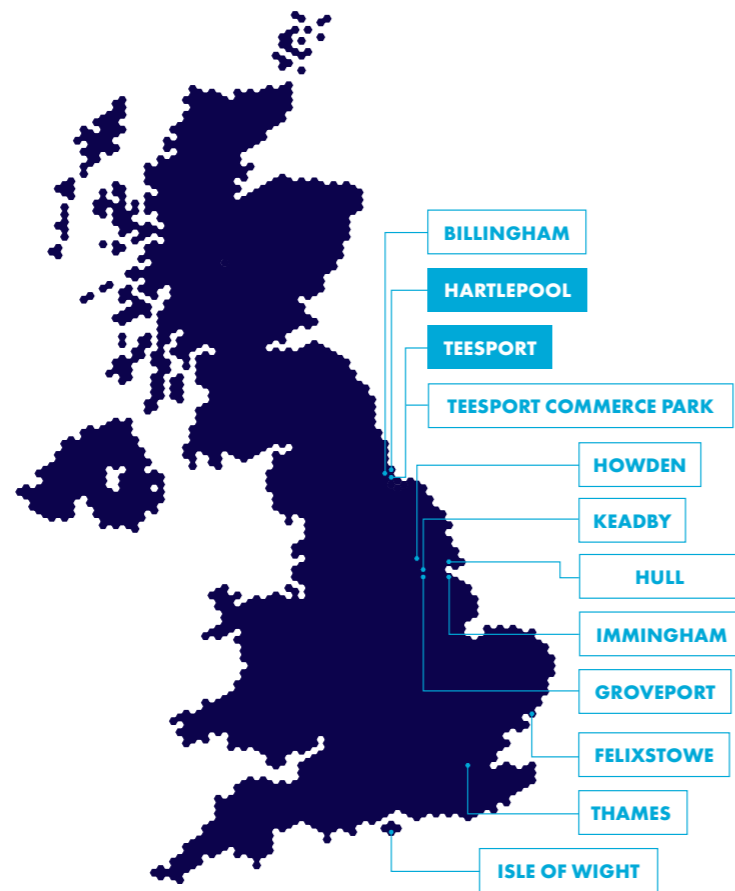 BILLINGHAM
HARTLEPOOL
TEESPORT
TEESPORT COMMERCE PARK
HOWDEN
KEADBY
HULL
IMMINGHAM
GROVEPORT
FELIXSTOWE
THAMES
ISLE OF WIGHT